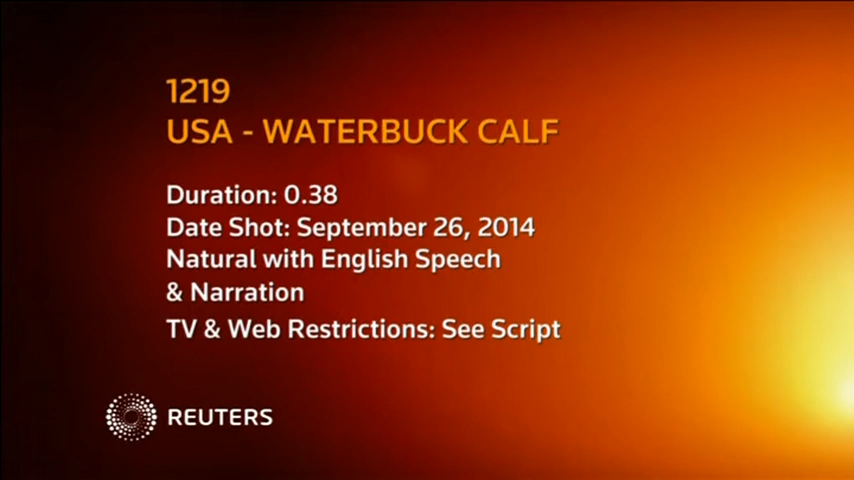 1219
USA - WATERBUCK CALF
Duration: 0.38
Date Shot: September 26, 2014
Natural with English Speech
& Narration
TV & Web Restrictions: See Script
REUTERS